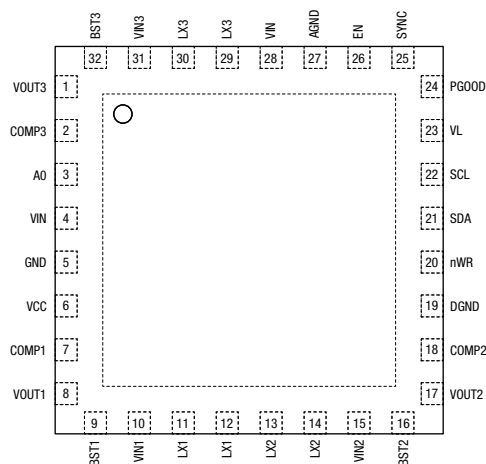 BST3 VIN3 LX3 LX3 VIN AGND EN SYNC
32 31 30 29 28 27 26 25
VOUT3 1 24 PGOOD
COMP3 2 23 VL
A0 3 22 SCL
VIN 4 21 SDA
GND 5 20 nWR
VCC 6 19 DGND
COMP1 7 18 COMP2
VOUT1 8 17 VOUT2
9 10 11 12 13 14 15 16
BST1 VIN1 LX1 LX1 LX2 LX2 VIN2 BST2